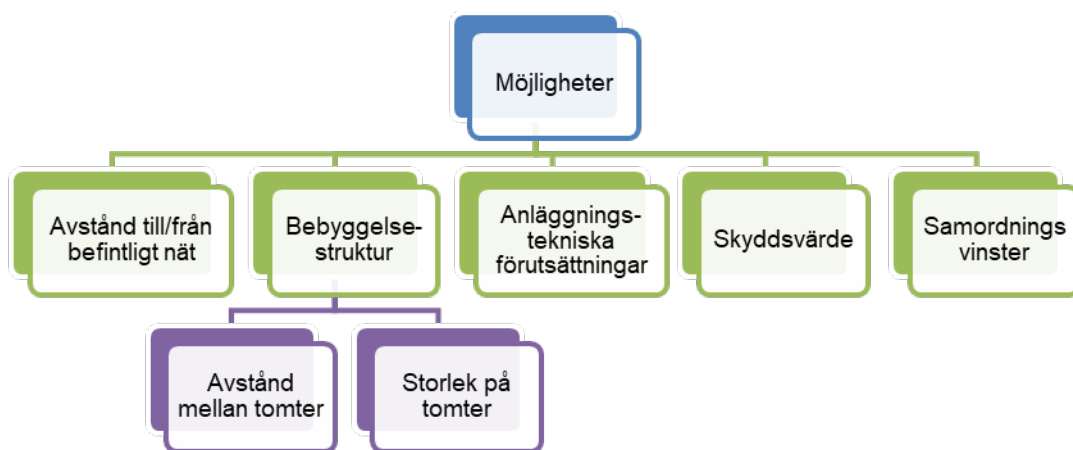 Möjligheter
Avstånd till/från
befintligt nät
Bebyggelse-
struktur
Anläggnings-
tekniska
förutsättningar
Skyddsvärde
Samordnings
vinster
Avstånd
mellan tomter
Storlek på
tomter